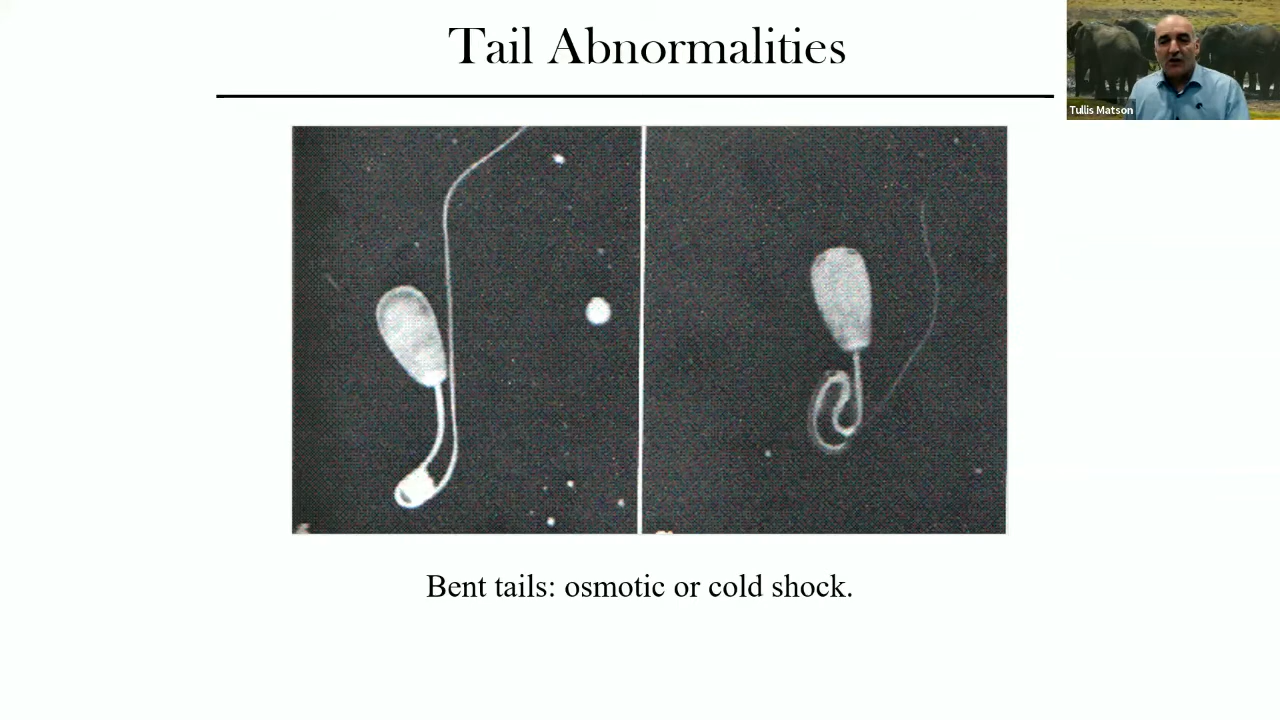 Tail Abnormalities
Tullis Matson
Bent tails: osmotic or cold shock.